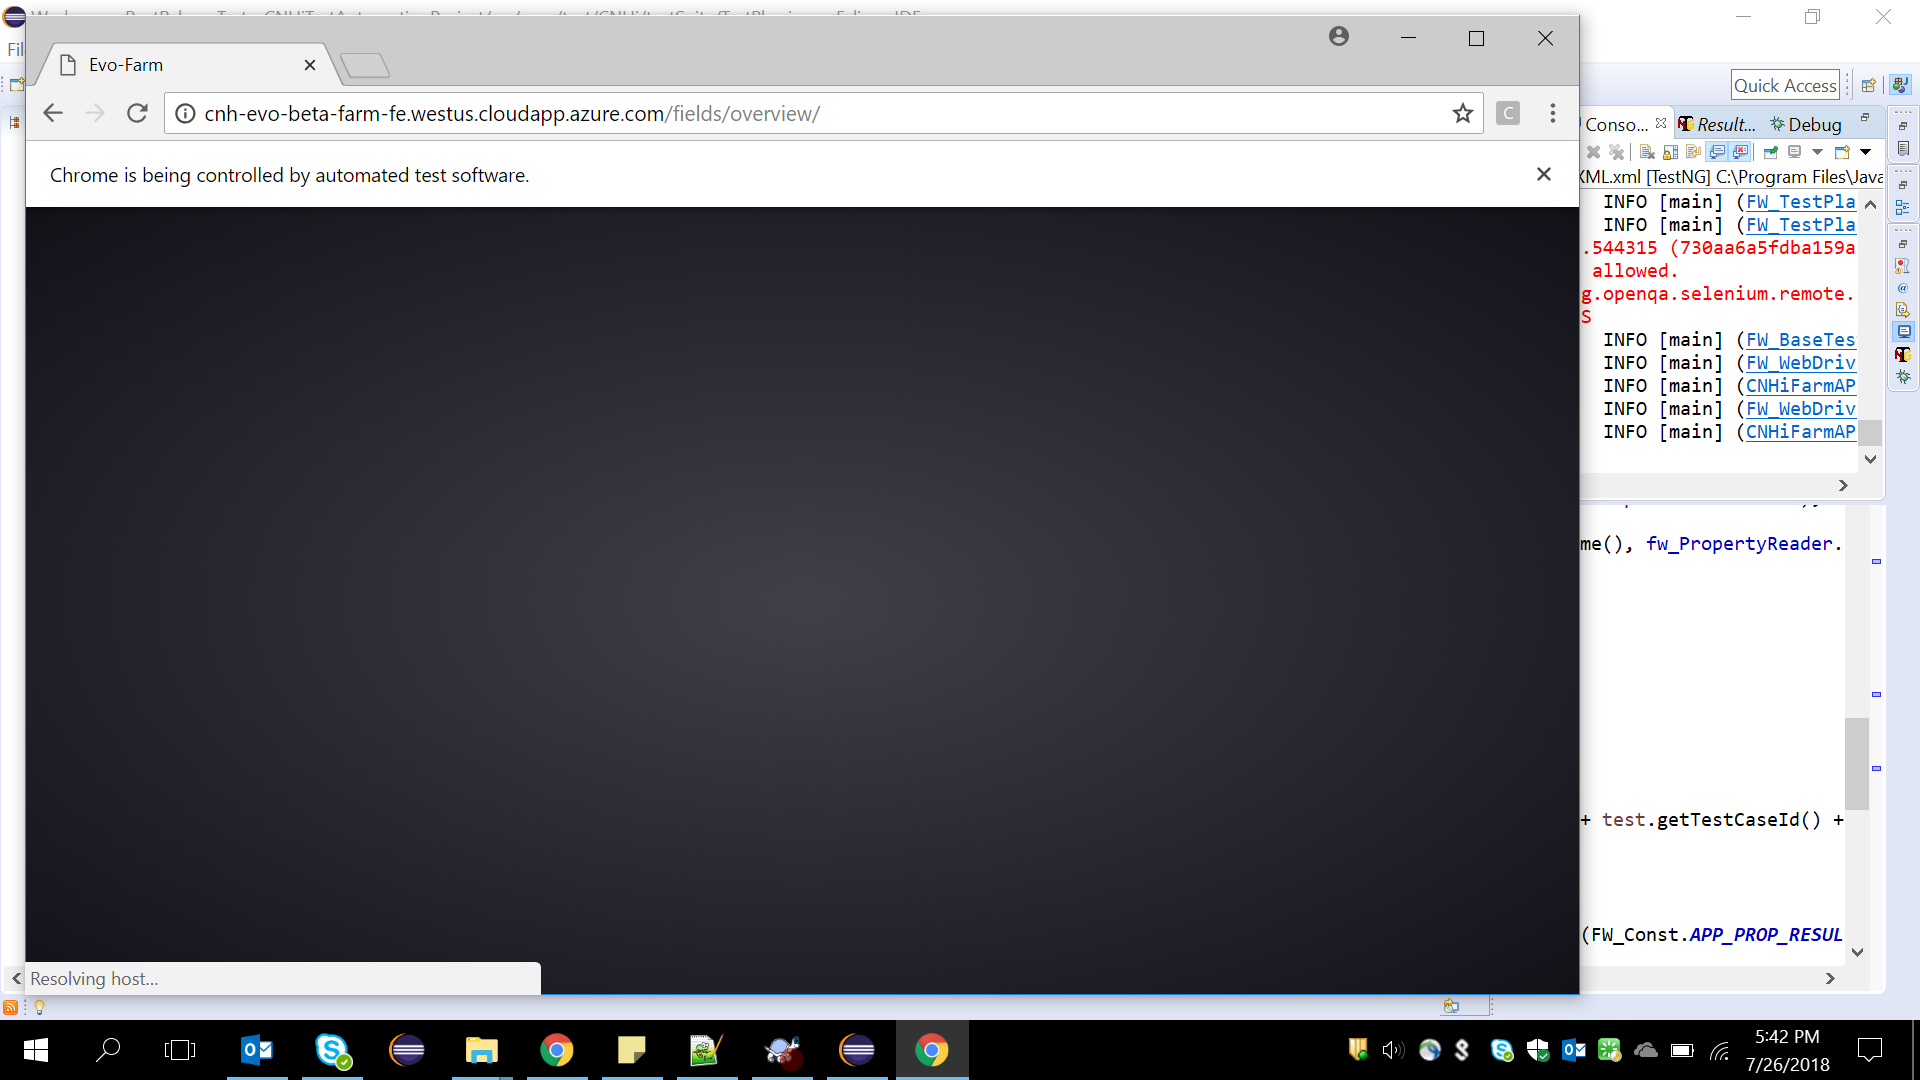 Evo-Farm
cnh-evo-beta-farm-fe.westus.cloudapp.azure.com/fields/overview/
C
Chrome is being controlled by automated test software.
Fil
Quick Access
Conso... Result... Debug
XML.xml [TestNG] C:\Program Files\Java
INFO [main] (FW_TestPla
INFO [main] (FW_TestPla
.544315 (730aa6a5fdba159a
allowed.
g.openqa.selenium.remote.
S
INFO [main] (FW_BaseTes
INFO [main] (FW_WebDriv
INFO [main] (CNHiFarmAP
INFO [main] (FW_WebDriv
INFO [main] (CNHiFarmAP
me(), fw_PropertyReader.
+ test.getTestCaseId() +
(FW_Const.APP_PROP_RESUL
Resolving host...
5:42 PM
7/26/2018